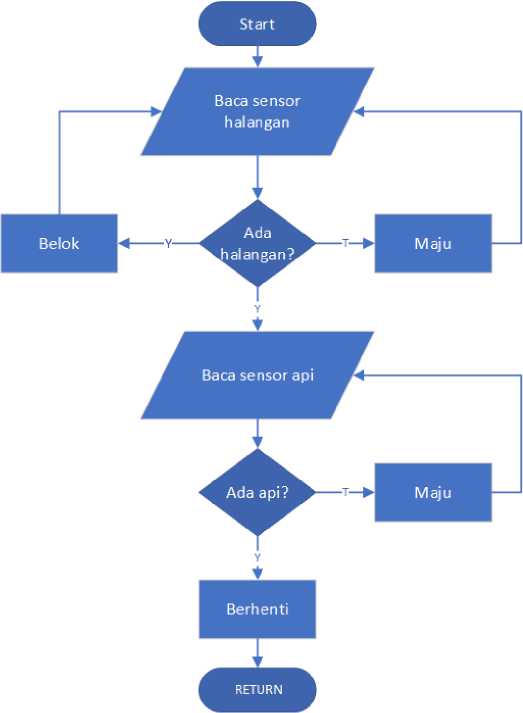 Start
Baca sensor
halangan
Belok
Y
Ada
halangan?
T
Maju
Y
Baca sensor api
Ada api?
T
Maju
Y
Berhenti
RETURN